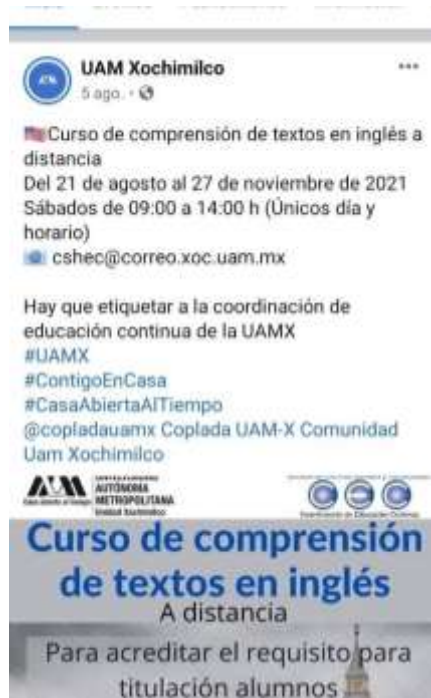 UAM Xochimilco
5 ago.
Curso de comprensión de textos en inglés a
distancia
Del 21 de agosto al 27 de noviembre de 2021
Sábados de 09:00 a 14:00 h (Únicos día y
horario)
cshec@correo.xoc.uam.mx
Hay que etiquetar a la coordinación de
educación continua de la UAMX
#UAMX
#ContigoEnCasa
#CasaAbiertaAlTiempo
@copladauamx Coplada UAM-X Comunidad
Uam Xochimilco
UNIVERSIDAD
AUTÓNOMA
METROPOLITANA
Unidad Xochimilco
Casa abierta al tiempo
Curso de comprensión
de textos en inglés
A distancia
Para acreditar el requisito para
titulación alumnos